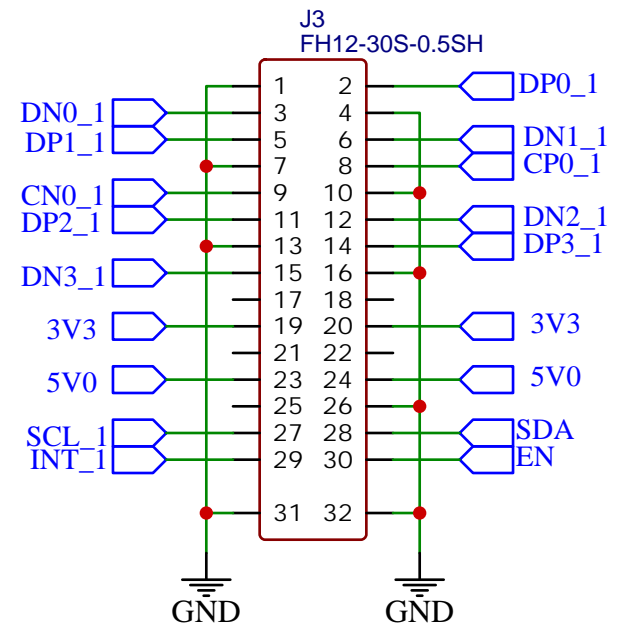 J3
FH12-30S-0.5SH
1 2 DP0_1
DN0_1 3 4
DP1_1 5 6 DN1_1
7 8 CP0_1
CN0_1 9 10
DP2_1 11 12 DN2_1
13 14 DP3_1
DN3_1 15 16
17 18
3V3 19 20 3V3
21 22
5V0 23 24 5V0
25 26
SCL_1 27 28 SDA
INT_1 29 30 EN
31 32
GND GND